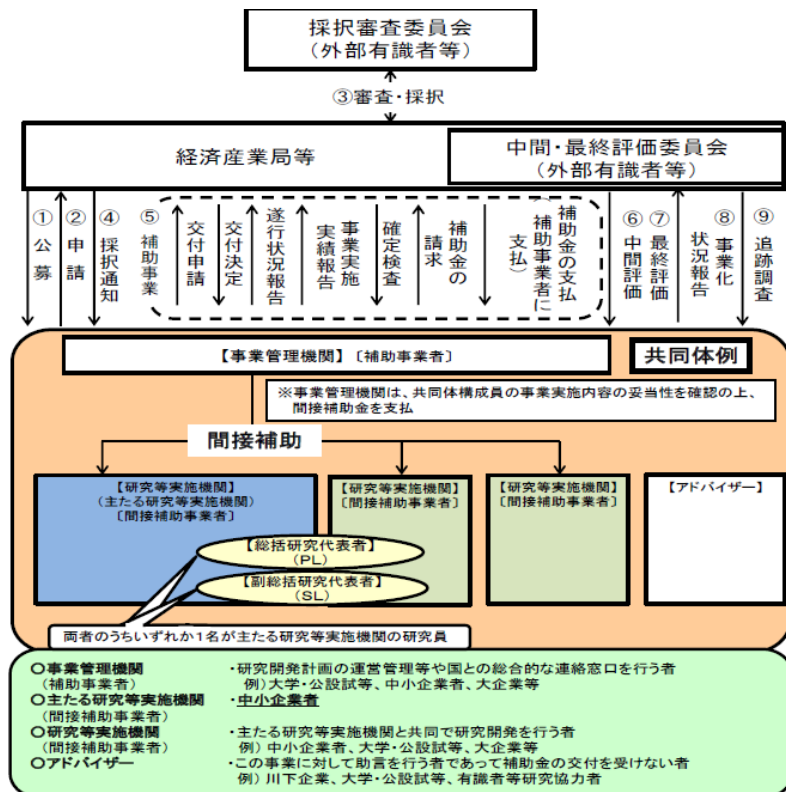 採択審査委員会
（外部有識者等）
③審査・採択
経済産業局等
中間・最終評価委員会
（外部有識者等）
①公募
②申請
④採択通知
⑤補助事業
交付申請
交付決定
遂行状況報告
事業実施
実績報告
確定検査
補助金の
請求
補助金の支払
（補助事業者に
支払）
⑥中間評価
⑦最終評価
⑧事業化
状況報告
⑨追跡調査
【事業管理機関】〔補助事業者〕
共同体例
※事業管理機関は、共同体構成員の事業実施内容の妥当性を確認の上、
間接補助金を支払
間接補助
【研究等実施機関】
（主たる研究等実施機関）
〔間接補助事業者〕
【研究等実施機関】
〔間接補助事業者〕
【研究等実施機関】
〔間接補助事業者〕
【アドバイザー】
【総括研究代表者】
（PL）
【副総括研究代表者】
（SL）
両者のうちいずれか１名が主たる研究等実施機関の研究員
○事業管理機関 ・研究開発計画の運営管理等や国との総合的な連絡窓口を行う者
（補助事業者） 例）大学・公設試等、中小企業者、大企業等
○主たる研究等実施機関 ・中小企業者
（間接補助事業者）
○研究等実施機関 ・主たる研究等実施機関と共同で研究開発を行う者
（間接補助事業者） 例）中小企業者、大学・公設試等、大企業等
○アドバイザー ・この事業に対して助言を行う者であって補助金の交付を受けない者
例）川下企業、大学・公設試等、有識者等研究協力者